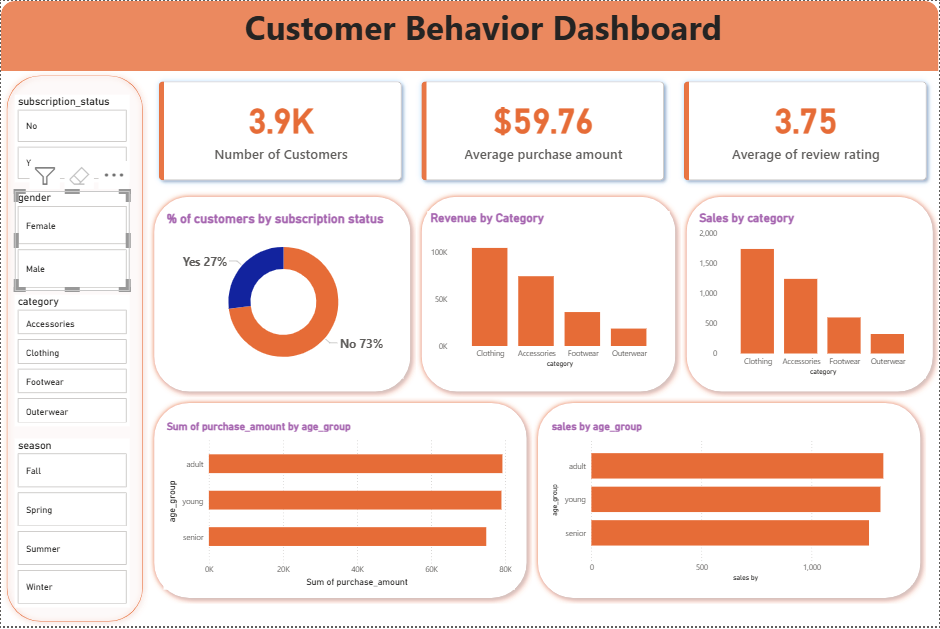 Customer Behavior Dashboard
subscription_status
No
Y
gender
Female
Male
category
Accessories
Clothing
Footwear
Outerwear
season
Fall
Spring
Summer
Winter
3.9K
Number of Customers
$59.76
Average purchase amount
3.75
Average of review rating
% of customers by subscription status
Yes 27%
No 73%
Revenue by Category
100K
50K
0K
Clothing Accessories Footwear Outerwear
category
Sales by category
2,000
1,500
1,000
500
0
Clothing Accessories Footwear Outerwear
category
Sum of purchase_amount by age_group
age_group
adult
young
senior
0K 20K 40K 60K 80K
Sum of purchase_amount
sales by age_group
age_group
adult
young
senior
0 500 1,000
sales by